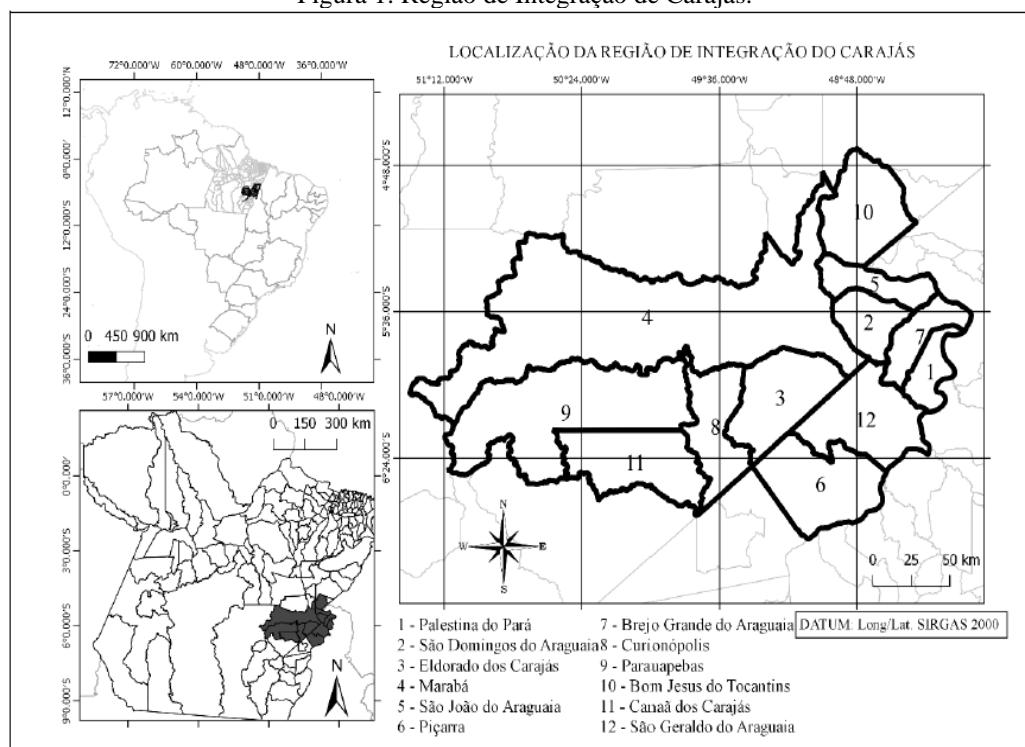 Figura 1: Região de Integração de Carajás.
LOCALIZAÇÃO DA REGIÃO DE INTEGRAÇÃO DO CARAJÁS
72°0.000'W 60°0.000'W 48°0.000'W 36°0.000'W
12°0.000'N
0°0.000'
12°0.000'S
24°0.000'S
36°0.000'S
0 450 900 km
N
51°12.000'W 50°24.000'W 49°36.000'W 48°48.000'W
4°48.000'S
5°36.000'S
6°24.000'S
10
5
4
2
7
1
3
9
8
12
11
6
N
W
E
S
0 25 50 km
57°0.000'W 54°0.000'W 51°0.000'W 48°0.000'W
0 150 300 km
0°0.000'
3°0.000'S
6°0.000'S
9°0.000'S
N
1 - Palestina do Pará
2 - São Domingos do Araguaia
3 - Eldorado dos Carajás
4 - Marabá
5 - São João do Araguaia
6 - Piçarra
7 - Brejo Grande do Araguaia
8 - Curionópolis
9 - Parauapebas
10 - Bom Jesus do Tocantins
11 - Canaã dos Carajás
12 - São Geraldo do Araguaia
DATUM: Long/Lat. SIRGAS 2000